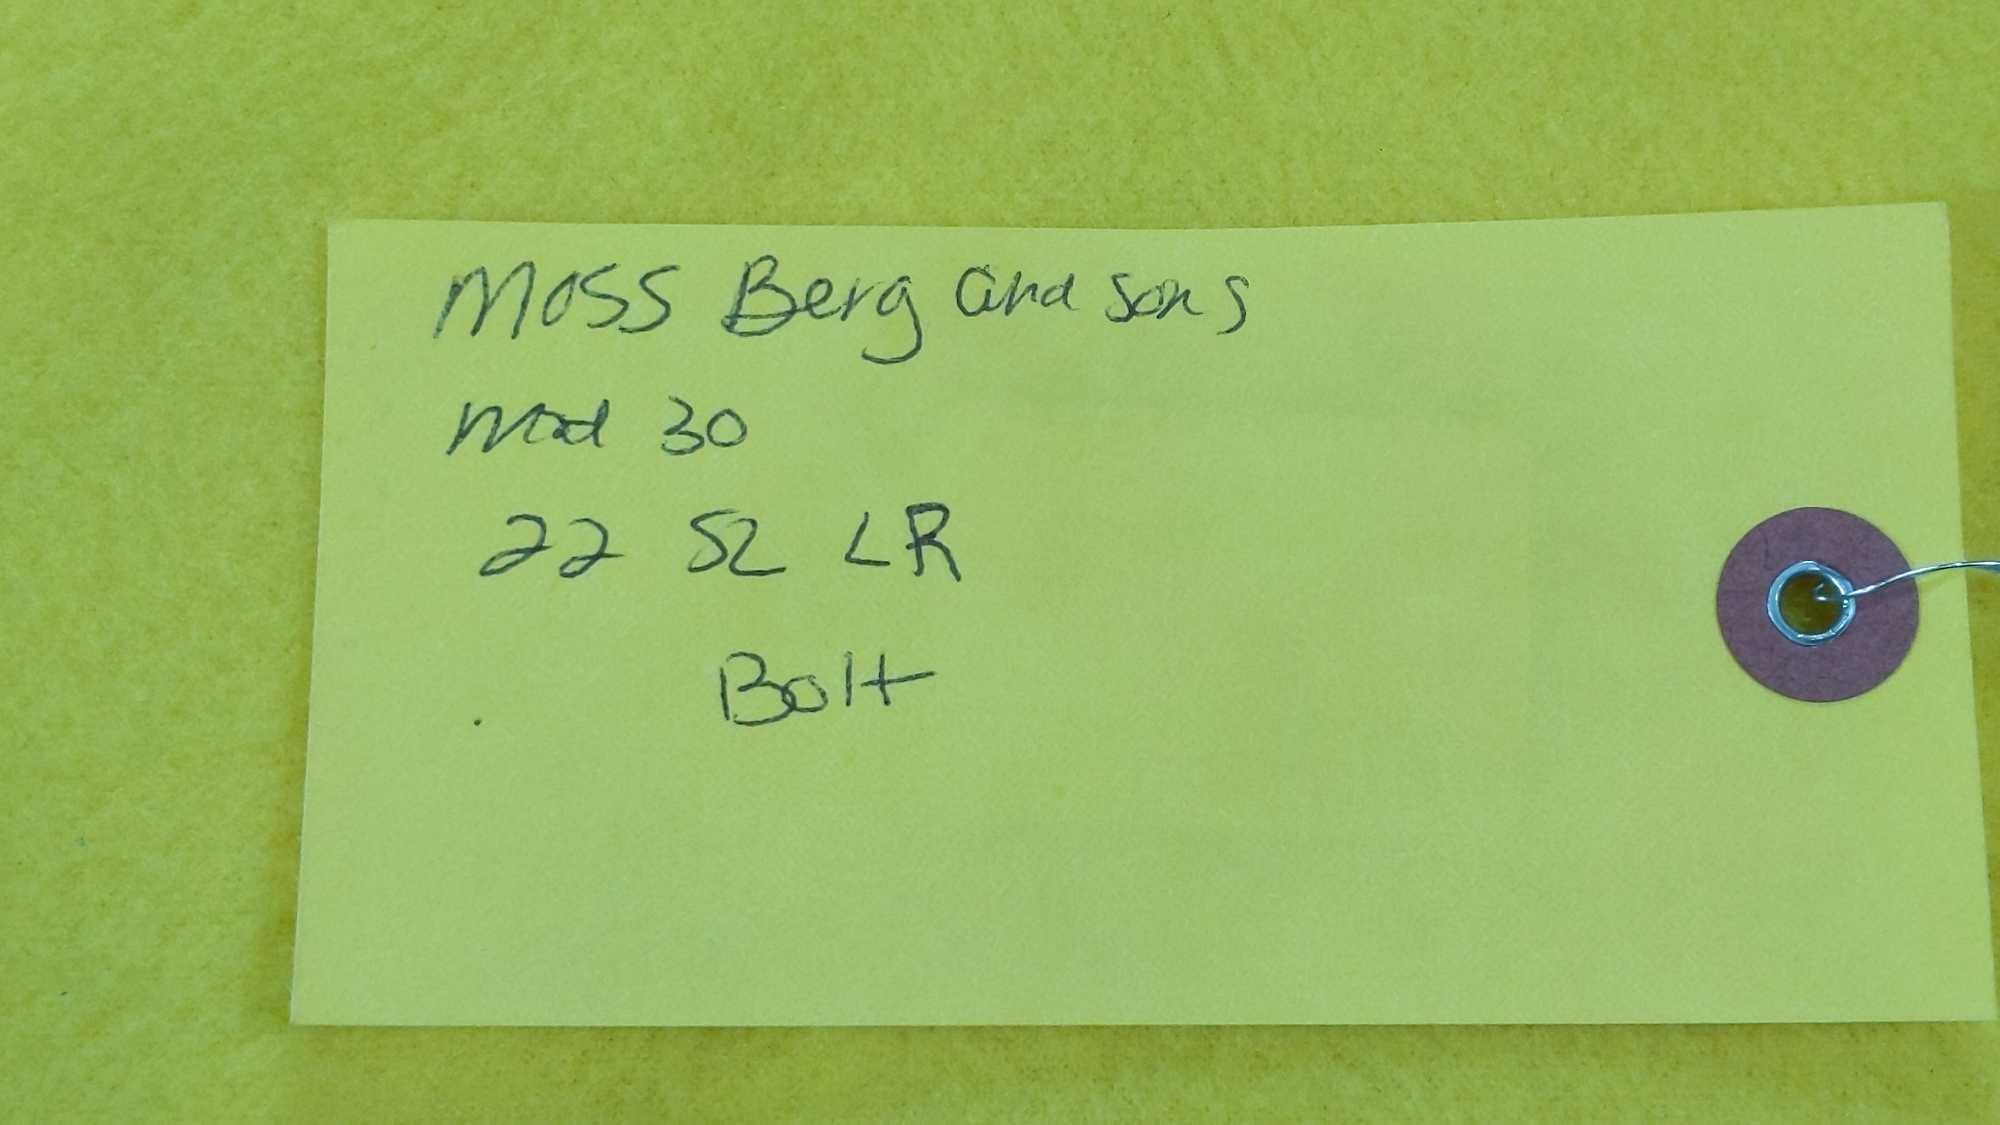 Moss Berg and Sons
mod 30
22 SL LR
Bolt